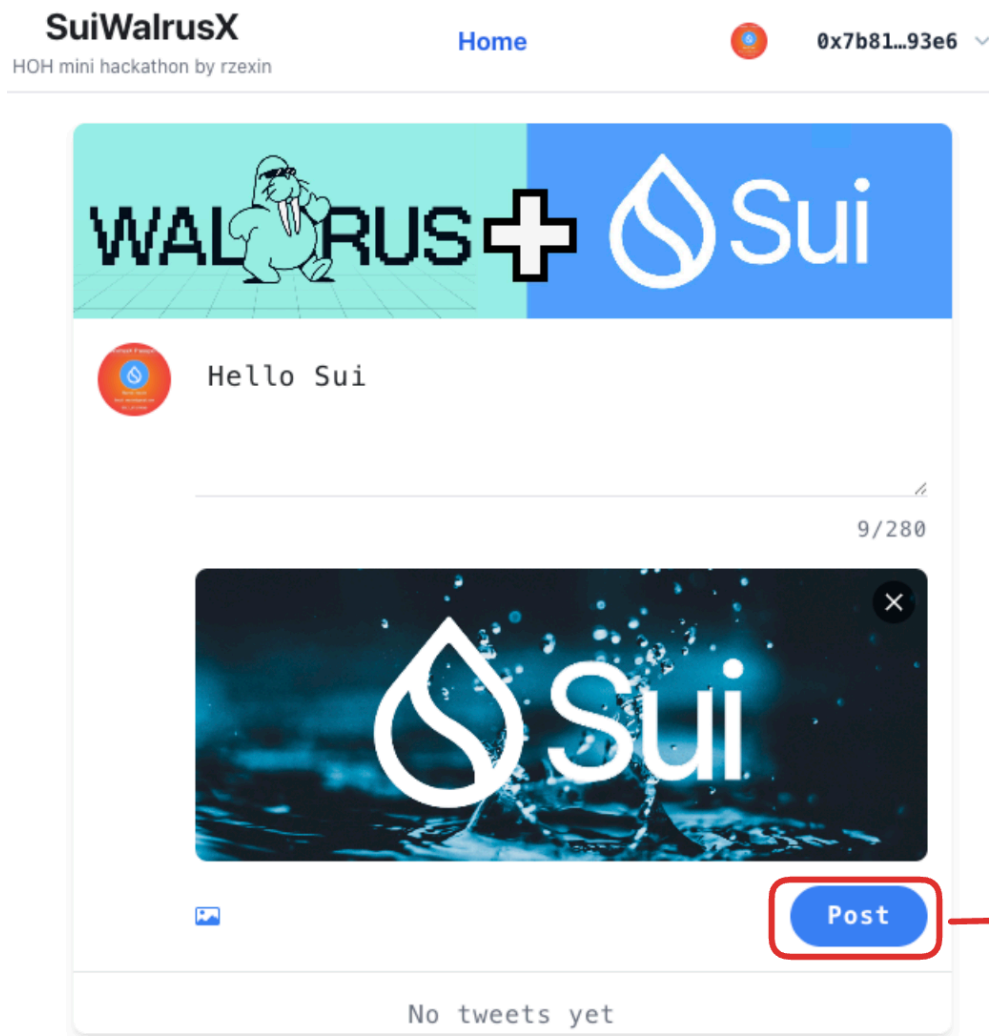 SuiWalrusX
HOH mini hackathon by rzexin
Home
0x7b81...93e6
WALRUS
Sui
Hello Sui
9/280
Sui
Post
No tweets yet